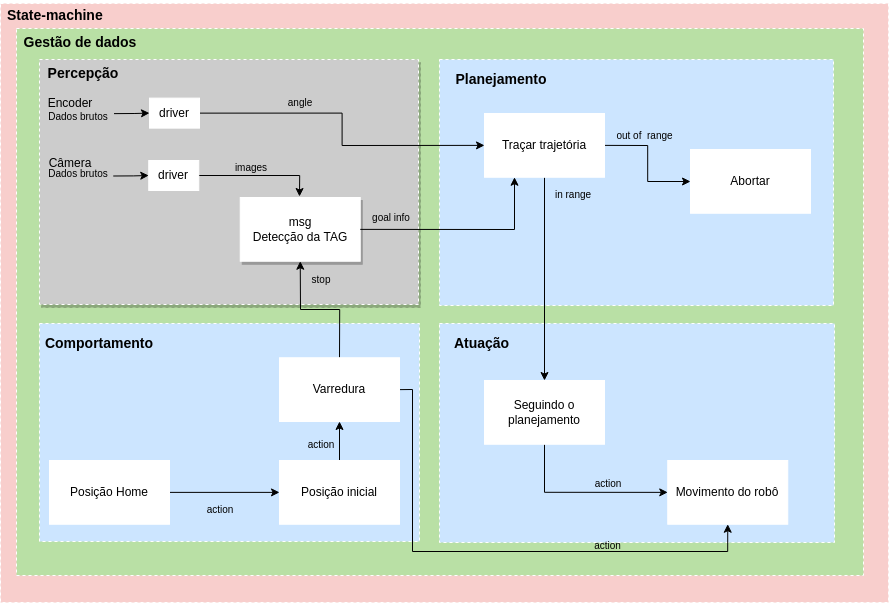 State-machine
Gestão de dados
Percepção
Encoder
Dados brutos
driver
angle
Câmera
Dados brutos
driver
images
msg
Detecção da TAG
goal info
stop
Planejamento
Traçar trajetória
out of range
Abortar
in range
Comportamento
Varredura
action
Posição Home
action
Posição inicial
Atuação
Seguindo o
planejamento
action
Movimento do robô
action